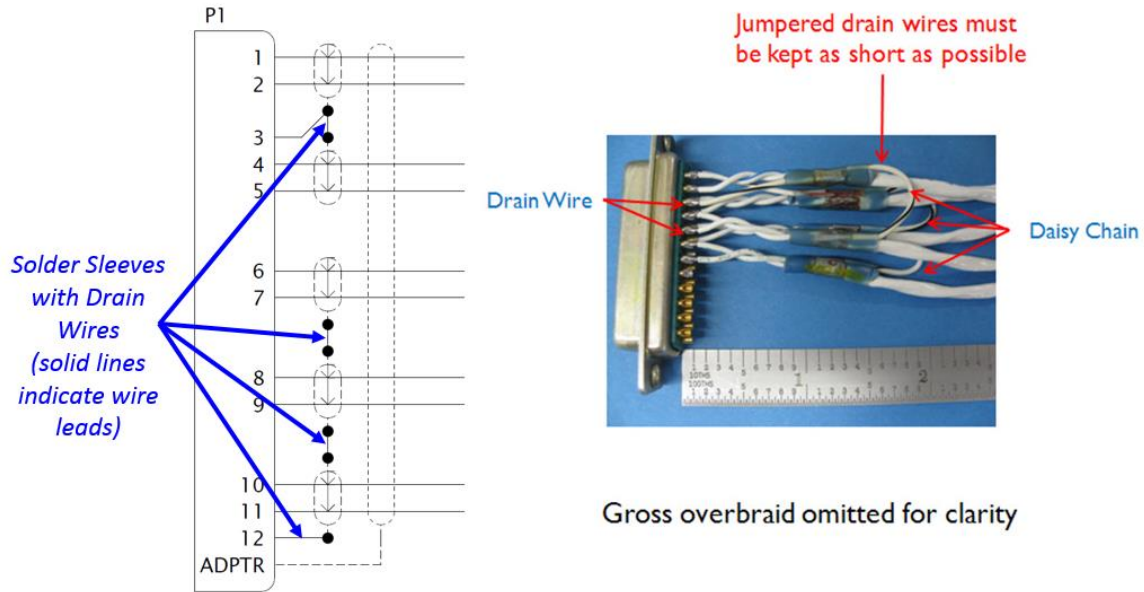 P1
1
2
3
4
5
6
7
8
9
10
11
12
ADPTR
Solder Sleeves
with Drain
Wires
(solid lines
indicate wire
leads)
Jumpered drain wires must
be kept as short as possible
Drain Wire
Daisy Chain
10THS
100THS
Gross overbraid omitted for clarity